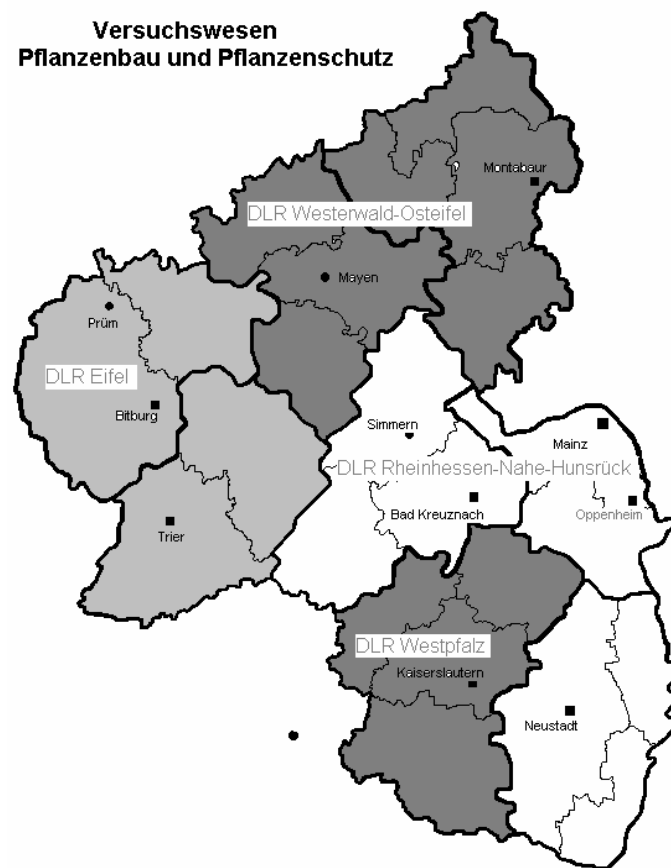 Versuchswesen
Pflanzenbau und Pflanzenschutz
Montabaur
DLR Westerwald-Osteifel
Mayen
Prüm
DLR Eifel
Bitburg
Simmern
Mainz
DLR Rheinhessen-Nahe-Hunsrück
Bad Kreuznach
Oppenheim
Trier
DLR Westpfalz
Kaiserslautern
Neustadt